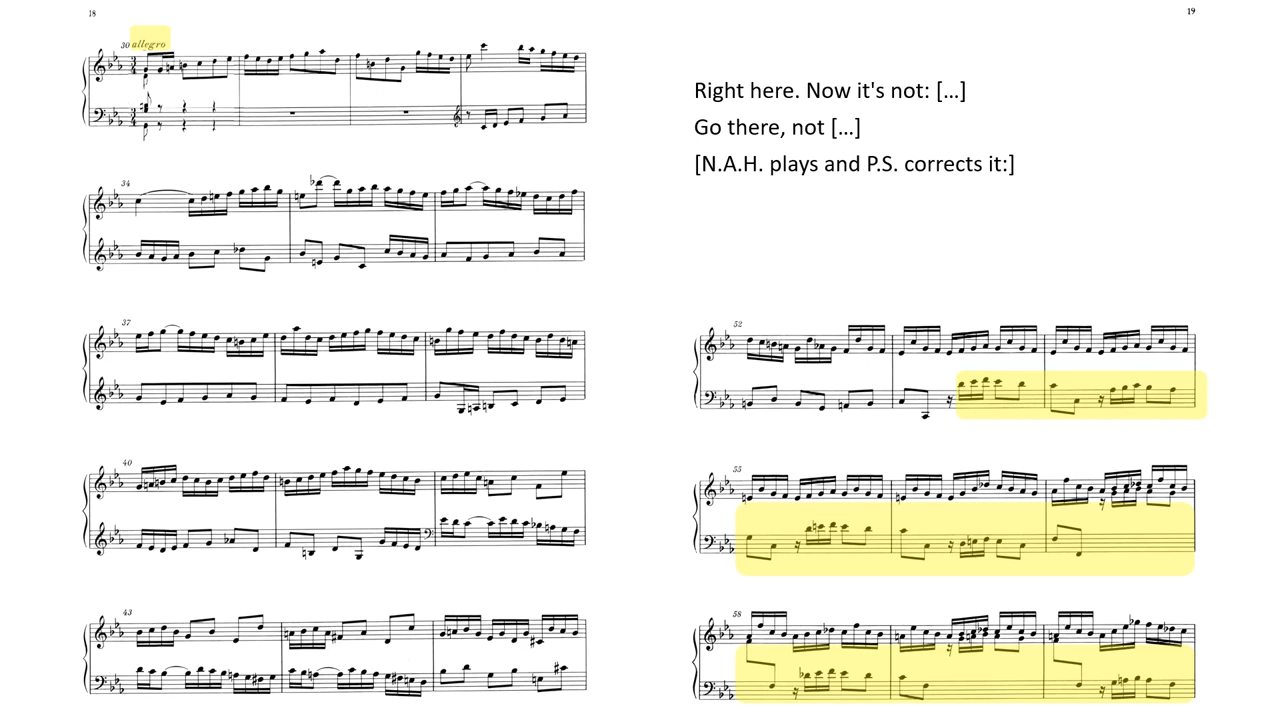 18
30 allegro
34
37
40
43
19
Right here. Now it's not: […]
Go there, not […]
[N.A.H. plays and P.S. corrects it:]
52
55
58